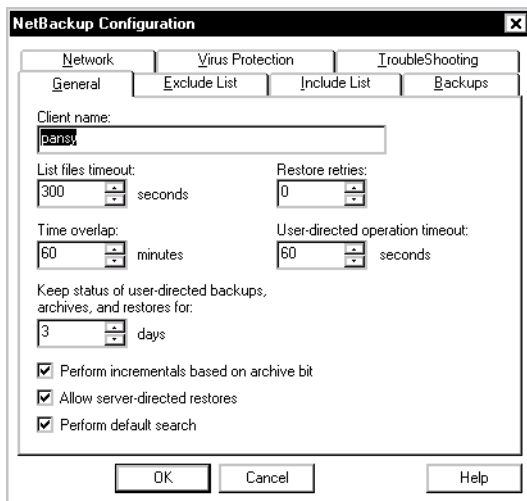 NetBackup Configuration
Network Virus Protection TroubleShooting
General Exclude List Include List Backups
Client name:
pansy
List files timeout: Restore retries:
300 seconds 0
Time overlap: User-directed operation timeout:
60 minutes 60 seconds
Keep status of user-directed backups,
archives, and restores for:
3 days
Perform incrementals based on archive bit
Allow server-directed restores
Perform default search
OK Cancel Help